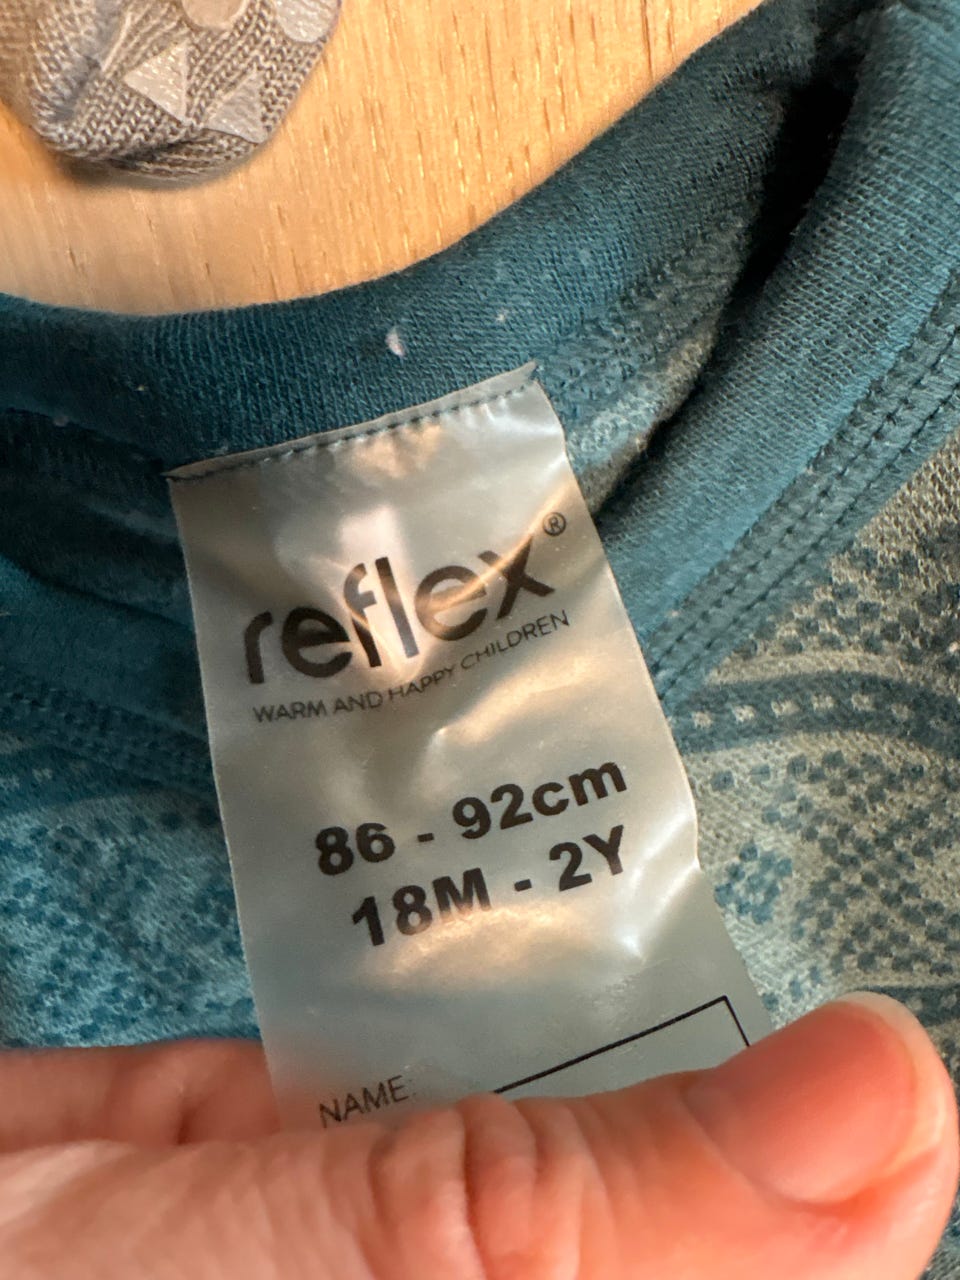 reflex®
WARM AND HAPPY CHILDREN
86 - 92cm
18M - 2Y
NAME: